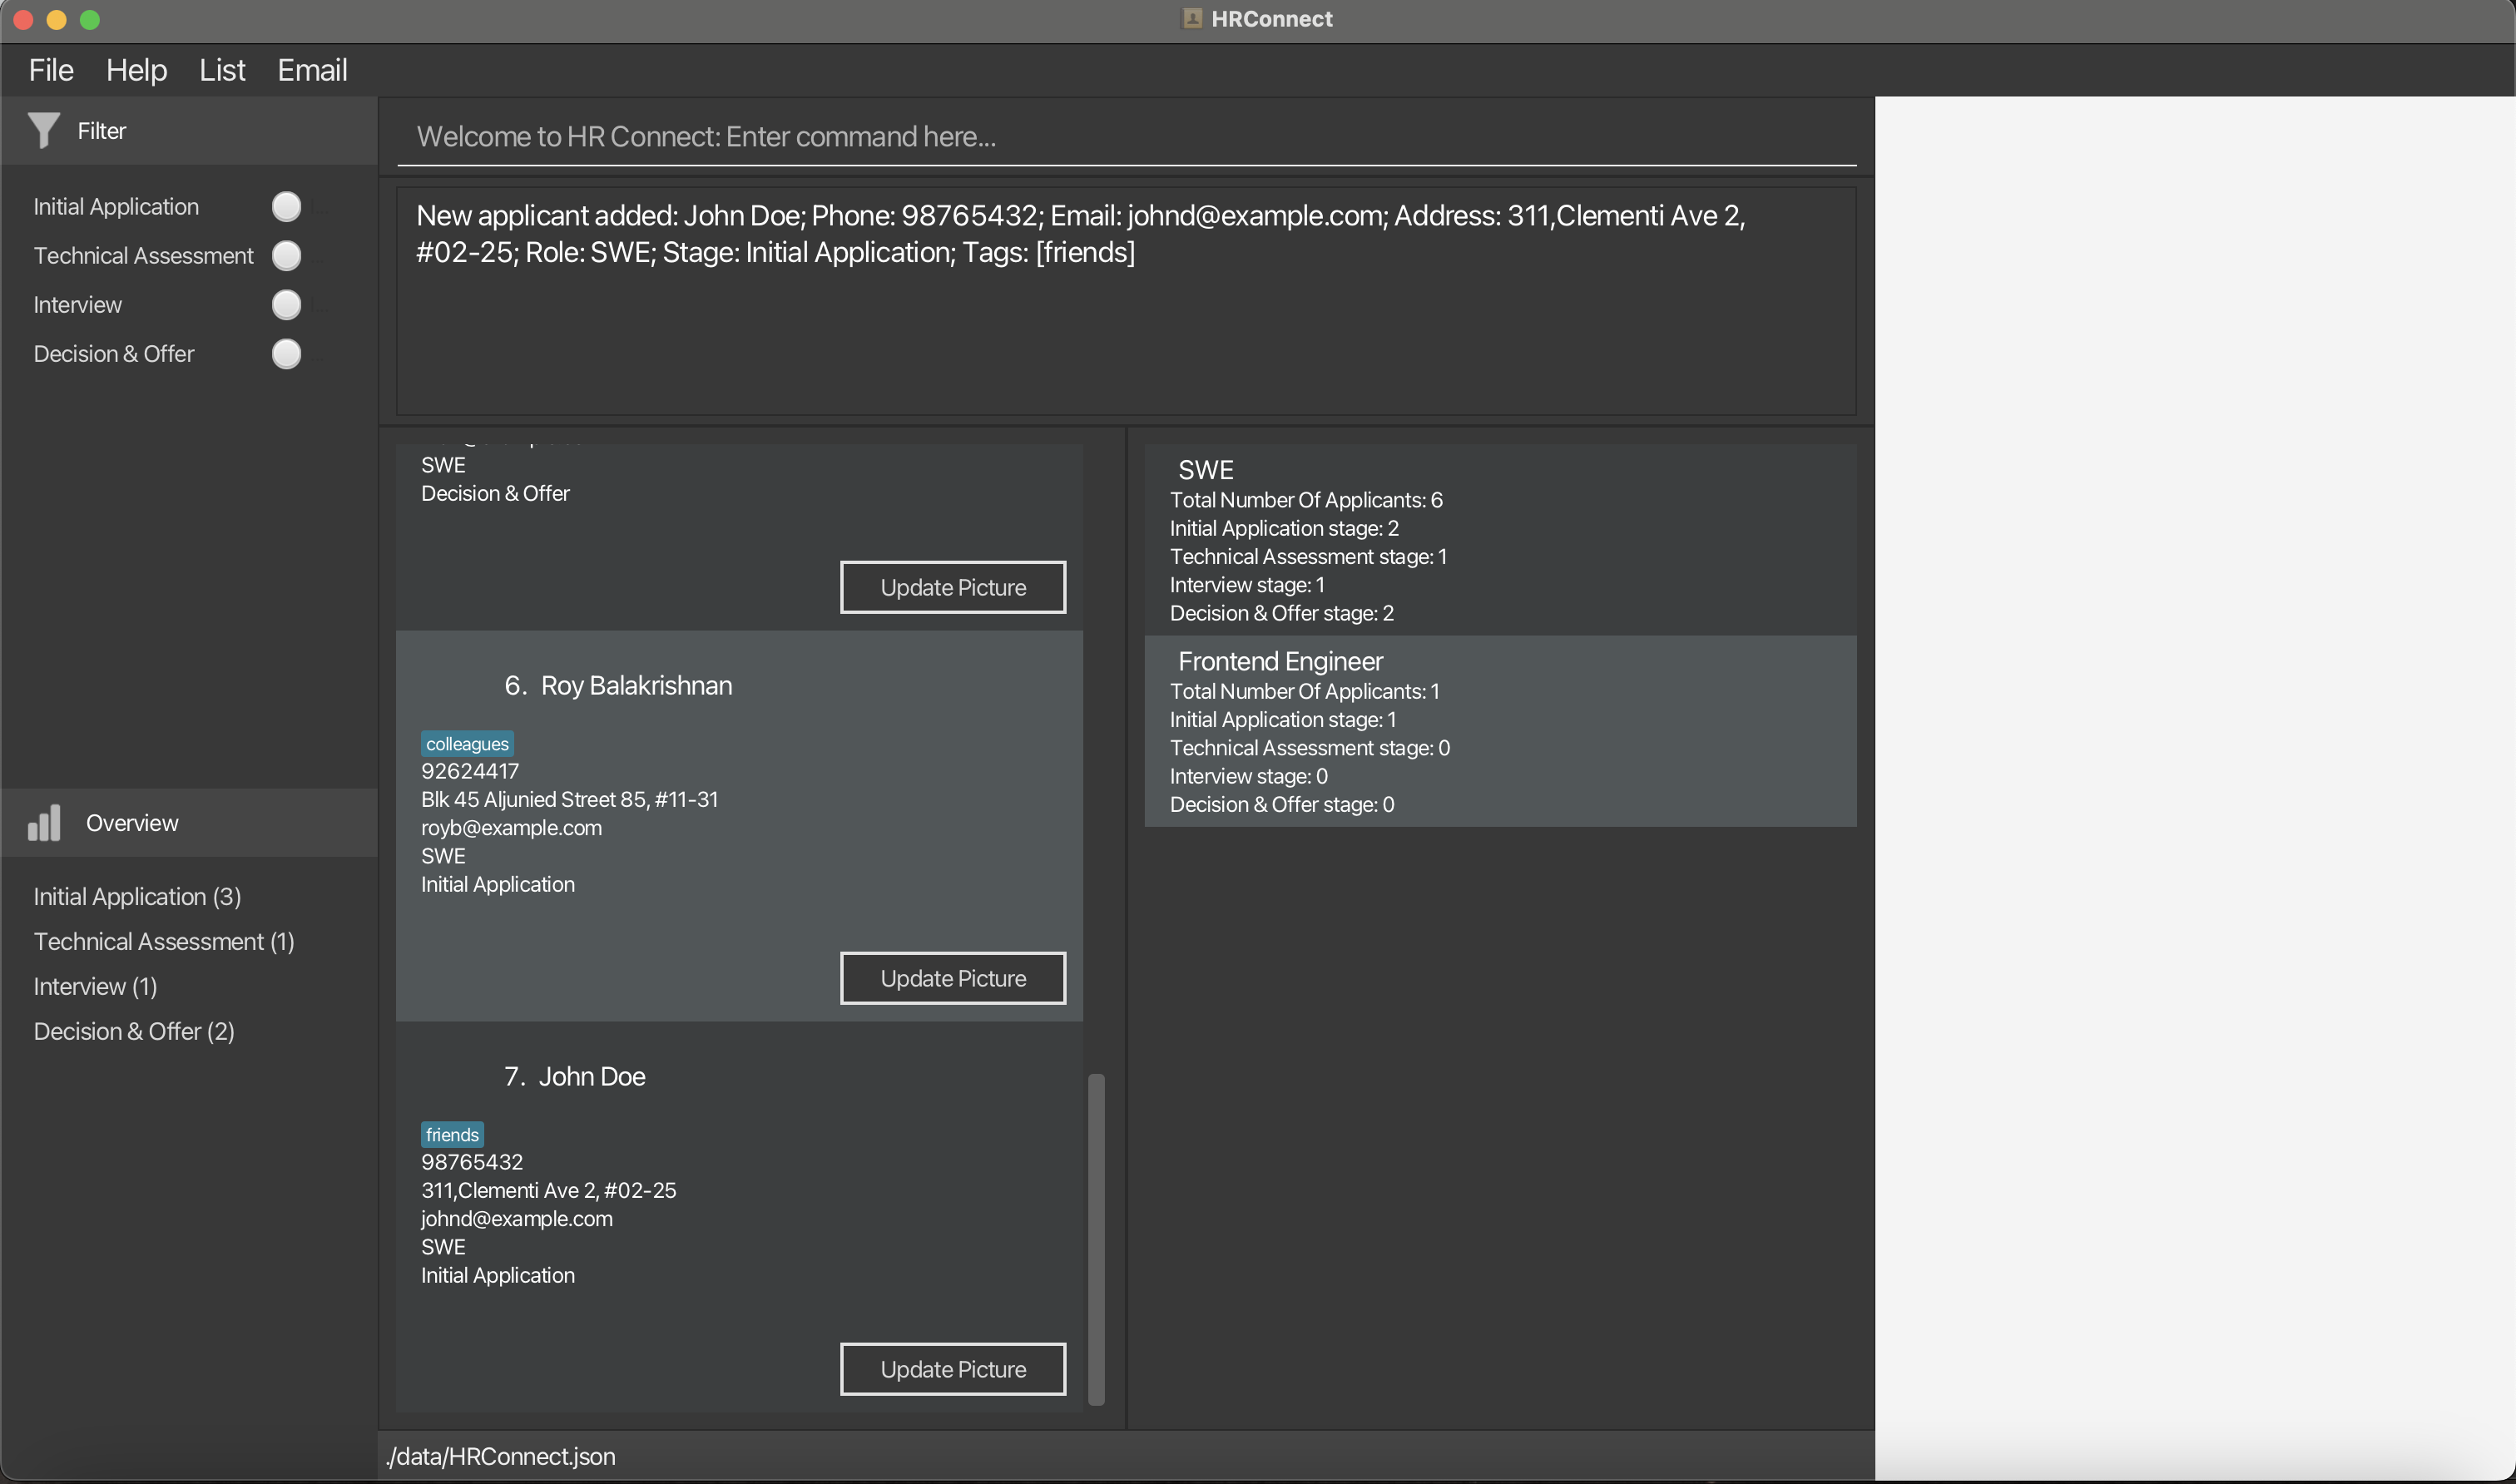 HRConnect
File Help List Email
Filter
Initial Application
Technical Assessment
Interview
Decision & Offer
Overview
Initial Application (3)
Technical Assessment (1)
Interview (1)
Decision & Offer (2)
Welcome to HR Connect: Enter command here...
New applicant added: John Doe; Phone: 98765432; Email: johnd@example.com; Address: 311,Clementi Ave 2,
#02-25; Role: SWE; Stage: Initial Application; Tags: [friends]
SWE
Decision & Offer
Update Picture
6. Roy Balakrishnan
colleagues
92624417
Blk 45 Aljunied Street 85, #11-31
royb@example.com
SWE
Initial Application
Update Picture
7. John Doe
friends
98765432
311,Clementi Ave 2, #02-25
johnd@example.com
SWE
Initial Application
Update Picture
SWE
Total Number Of Applicants: 6
Initial Application stage: 2
Technical Assessment stage: 1
Interview stage: 1
Decision & Offer stage: 2
Frontend Engineer
Total Number Of Applicants: 1
Initial Application stage: 1
Technical Assessment stage: 0
Interview stage: 0
Decision & Offer stage: 0
./data/HRConnect.json